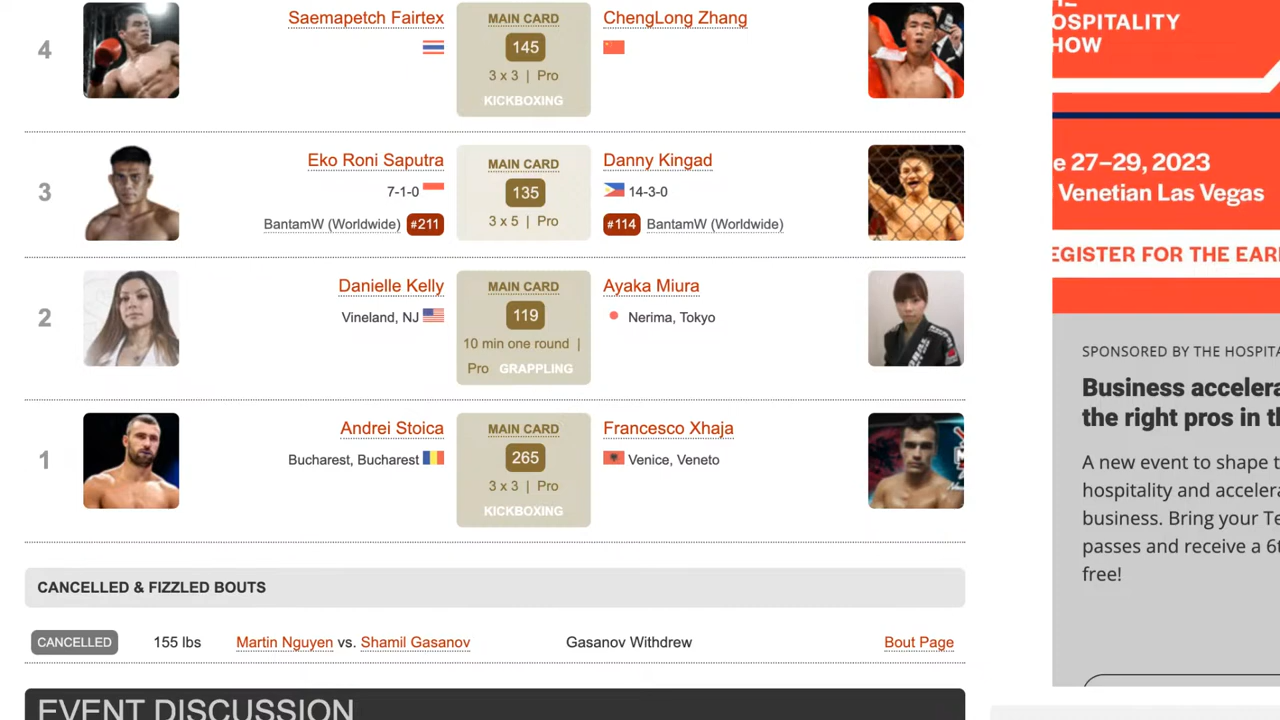 4
Saemapetch Fairtex
MAIN CARD
145
3 x 3 | Pro
KICKBOXING
ChengLong Zhang
3
Eko Roni Saputra
7-1-0
BantamW (Worldwide) #211
MAIN CARD
135
3 x 5 | Pro
Danny Kingad
14-3-0
#114 BantamW (Worldwide)
2
Danielle Kelly
Vineland, NJ
MAIN CARD
119
10 min one round |
Pro GRAPPLING
Ayaka Miura
Nerima, Tokyo
1
Andrei Stoica
Bucharest, Bucharest
MAIN CARD
265
3 x 3 | Pro
KICKBOXING
Francesco Xhaja
Venice, Veneto
CANCELLED & FIZZLED BOUTS
CANCELLED 155 lbs Martin Nguyen vs. Shamil Gasanov Gasanov Withdrew Bout Page
EVENT DISCUSSION
OSPITALITY
HOW
e 27–29, 2023
Venetian Las Vegas
EGISTER FOR THE EAR
SPONSORED BY THE HOSPITA
Business accelera
the right pros in t
A new event to shape t
hospitality and accelera
business. Bring your Te
passes and receive a 6
free!